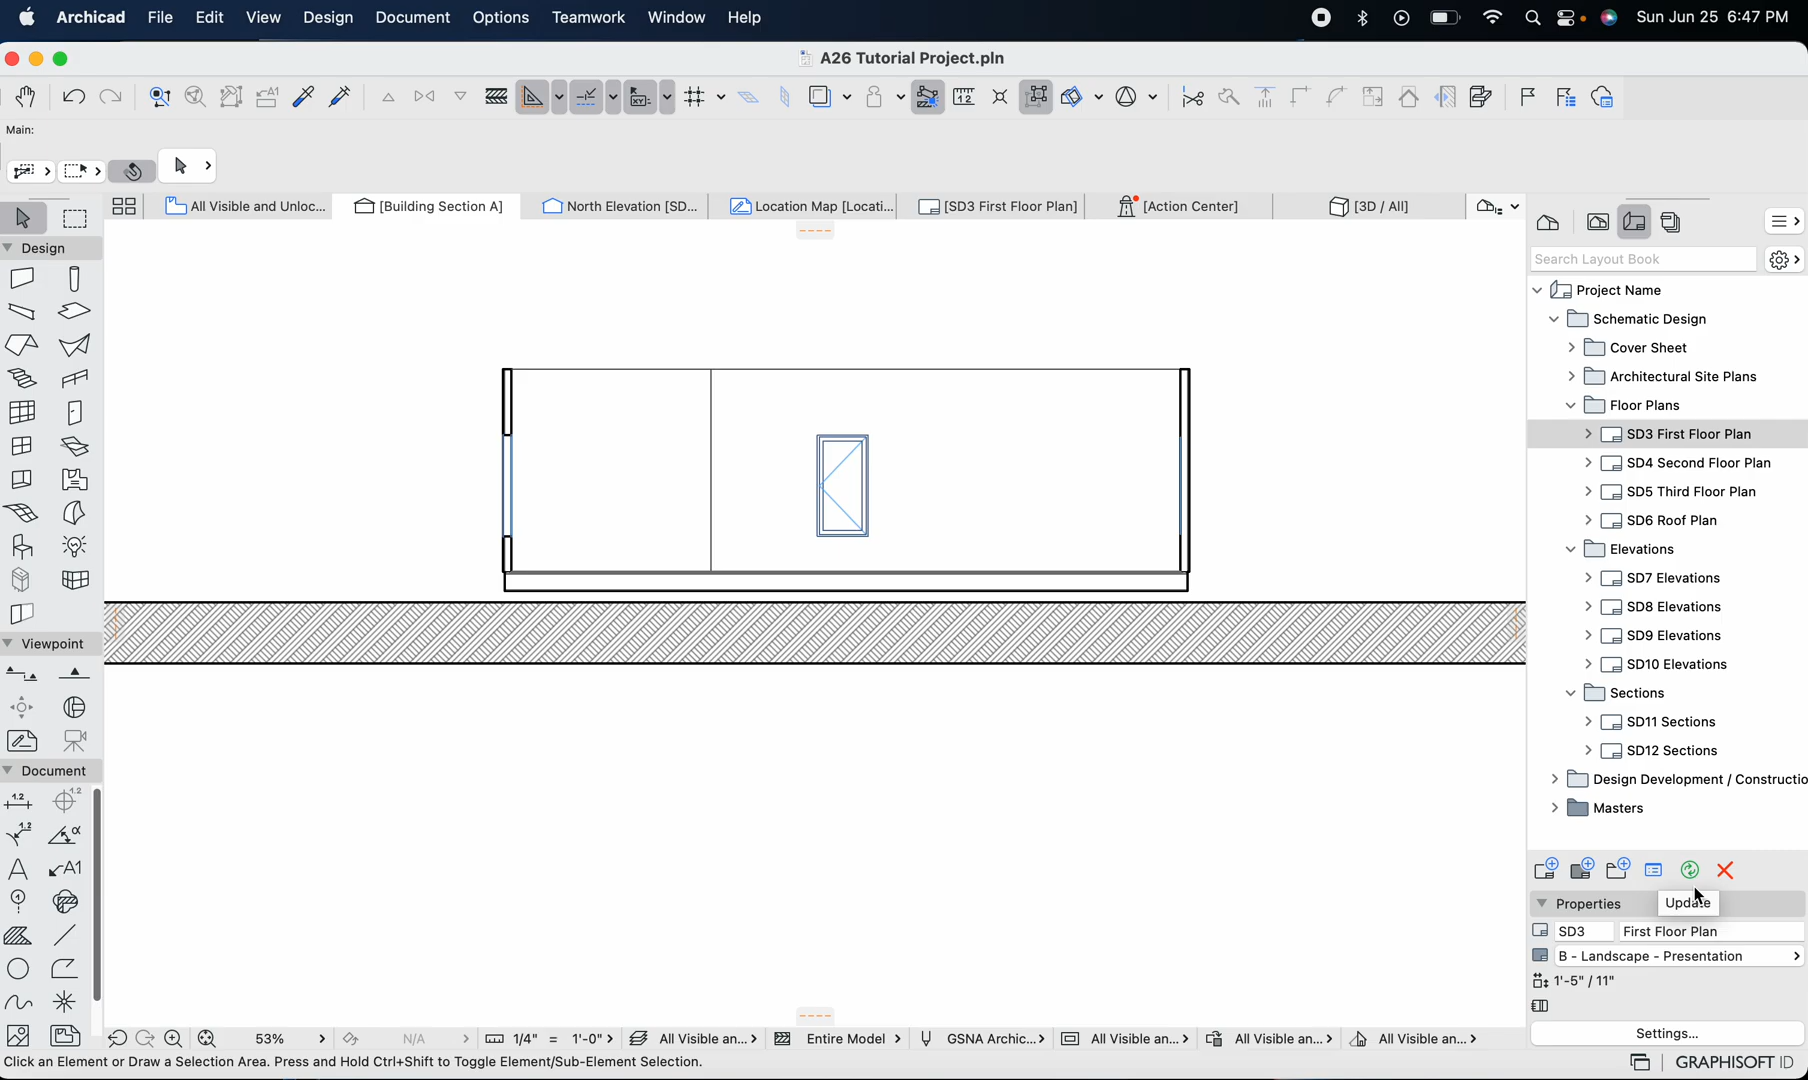 Archicad File Edit View Design Document Options Teamwork Window Help Sun Jun 25 6:47 PM
A26 Tutorial Project.pln
Main:
All Visible and Unloc... [Building Section A] North Elevation [SD... Location Map [Locati... [SD3 First Floor Plan] [Action Center] [3D / All]
Design
Viewpoint
Document
Search Layout Book
Project Name
Schematic Design
Cover Sheet
Architectural Site Plans
Floor Plans
SD3 First Floor Plan
SD4 Second Floor Plan
SD5 Third Floor Plan
SD6 Roof Plan
Elevations
SD7 Elevations
SD8 Elevations
SD9 Elevations
SD10 Elevations
Sections
SD11 Sections
SD12 Sections
Design Development / Constructio
Masters
Properties
Update
SD3 First Floor Plan
B - Landscape - Presentation
1'-5" / 11"
Settings...
53% N/A 1/4" = 1'-0" All Visible an... Entire Model GSNA Archic... All Visible an... All Visible an... All Visible an...
Click an Element or Draw a Selection Area. Press and Hold Ctrl+Shift to Toggle Element/Sub-Element Selection.
GRAPHISOFT ID